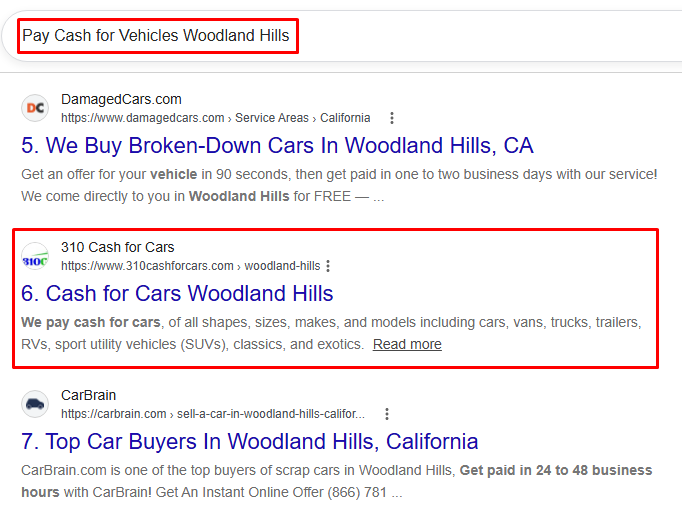 Pay Cash for Vehicles Woodland Hills
DC
DamagedCars.com
https://www.damagedcars.com › Service Areas › California
5. We Buy Broken-Down Cars In Woodland Hills, CA
Get an offer for your vehicle in 90 seconds, then get paid in one to two business days with our service!
We come directly to you in Woodland Hills for FREE — ...
310C
310 Cash for Cars
https://www.310cashforcars.com › woodland-hills
6. Cash for Cars Woodland Hills
We pay cash for cars, of all shapes, sizes, makes, and models including cars, vans, trucks, trailers,
RVs, sport utility vehicles (SUVs), classics, and exotics. Read more
CarBrain
https://carbrain.com › sell-a-car-in-woodland-hills-califor...
7. Top Car Buyers In Woodland Hills, California
CarBrain.com is one of the top buyers of scrap cars in Woodland Hills, Get paid in 24 to 48 business
hours with CarBrain! Get An Instant Online Offer (866) 781 ...